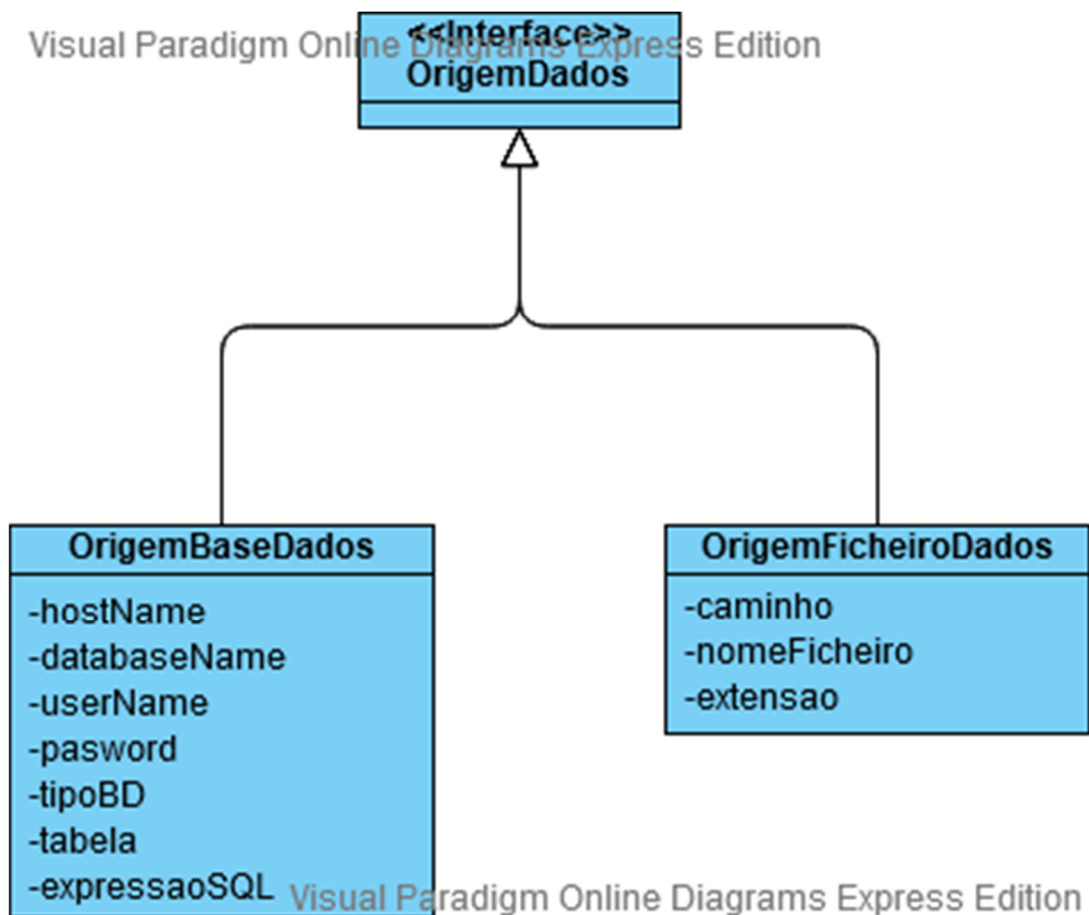 Visual Paradigm Online Diagrams Express Edition
<<Interface>>
OrigemDados
OrigemBaseDados
-hostName
-databaseName
-userName
-pasword
-tipoBD
-tabela
-expressaoSQL
OrigemFicheiroDados
-caminho
-nomeFicheiro
-extensao
Visual Paradigm Online Diagrams Express Edition